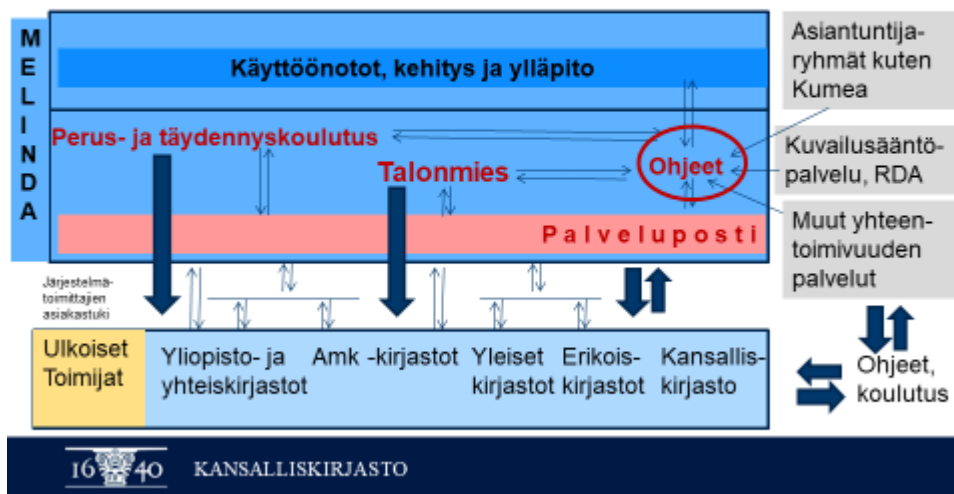 MELINDA
Käyttöönotot, kehitys ja ylläpito
Perus- ja täydennyskoulutus
Talonmies
Ohjeet
Palveluposti
Asiantuntija-
ryhmät kuten
Kumea
Kuvailusääntö-
palvelu, RDA
Muut yhteen-
toimivuuden
palvelut
Järjestelmä-
toimittajien
asiakastuki
Ulkoiset
Toimijat
Yliopisto- ja
yhteiskirjastot
Amk -kirjastot
Yleiset
kirjastot
Erikois-
kirjastot
Kansallis-
kirjasto
Ohjeet,
koulutus
1640 KANSALLISKIRJASTO